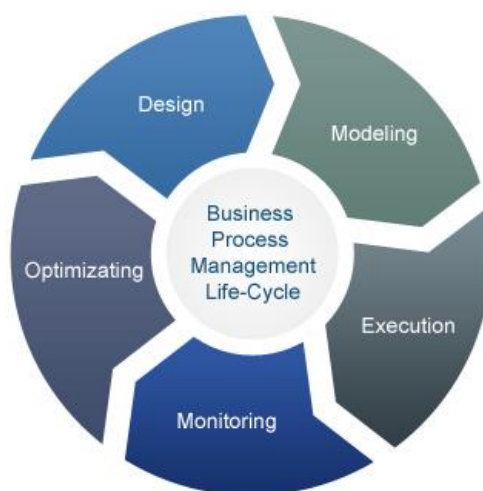 Design
Modeling
Business
Process
Management
Life-Cycle
Optimizating
Execution
Monitoring